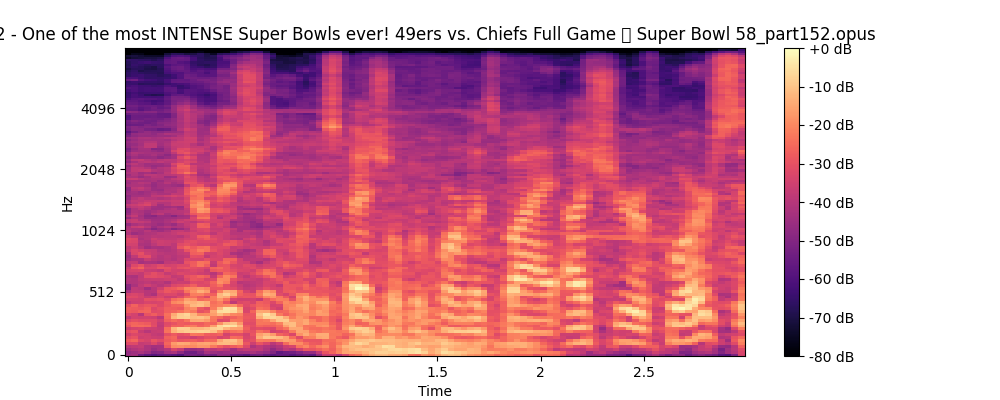 2 - One of the most INTENSE Super Bowls ever! 49ers vs. Chiefs Full Game Super Bowl 58_part152.opus
+0 dB
4096
-10 dB
-20 dB
2048
-30 dB
Hz
-40 dB
1024
-50 dB
512
-60 dB
-70 dB
0
-80 dB
0 0.5 1 1.5 2 2.5
Time